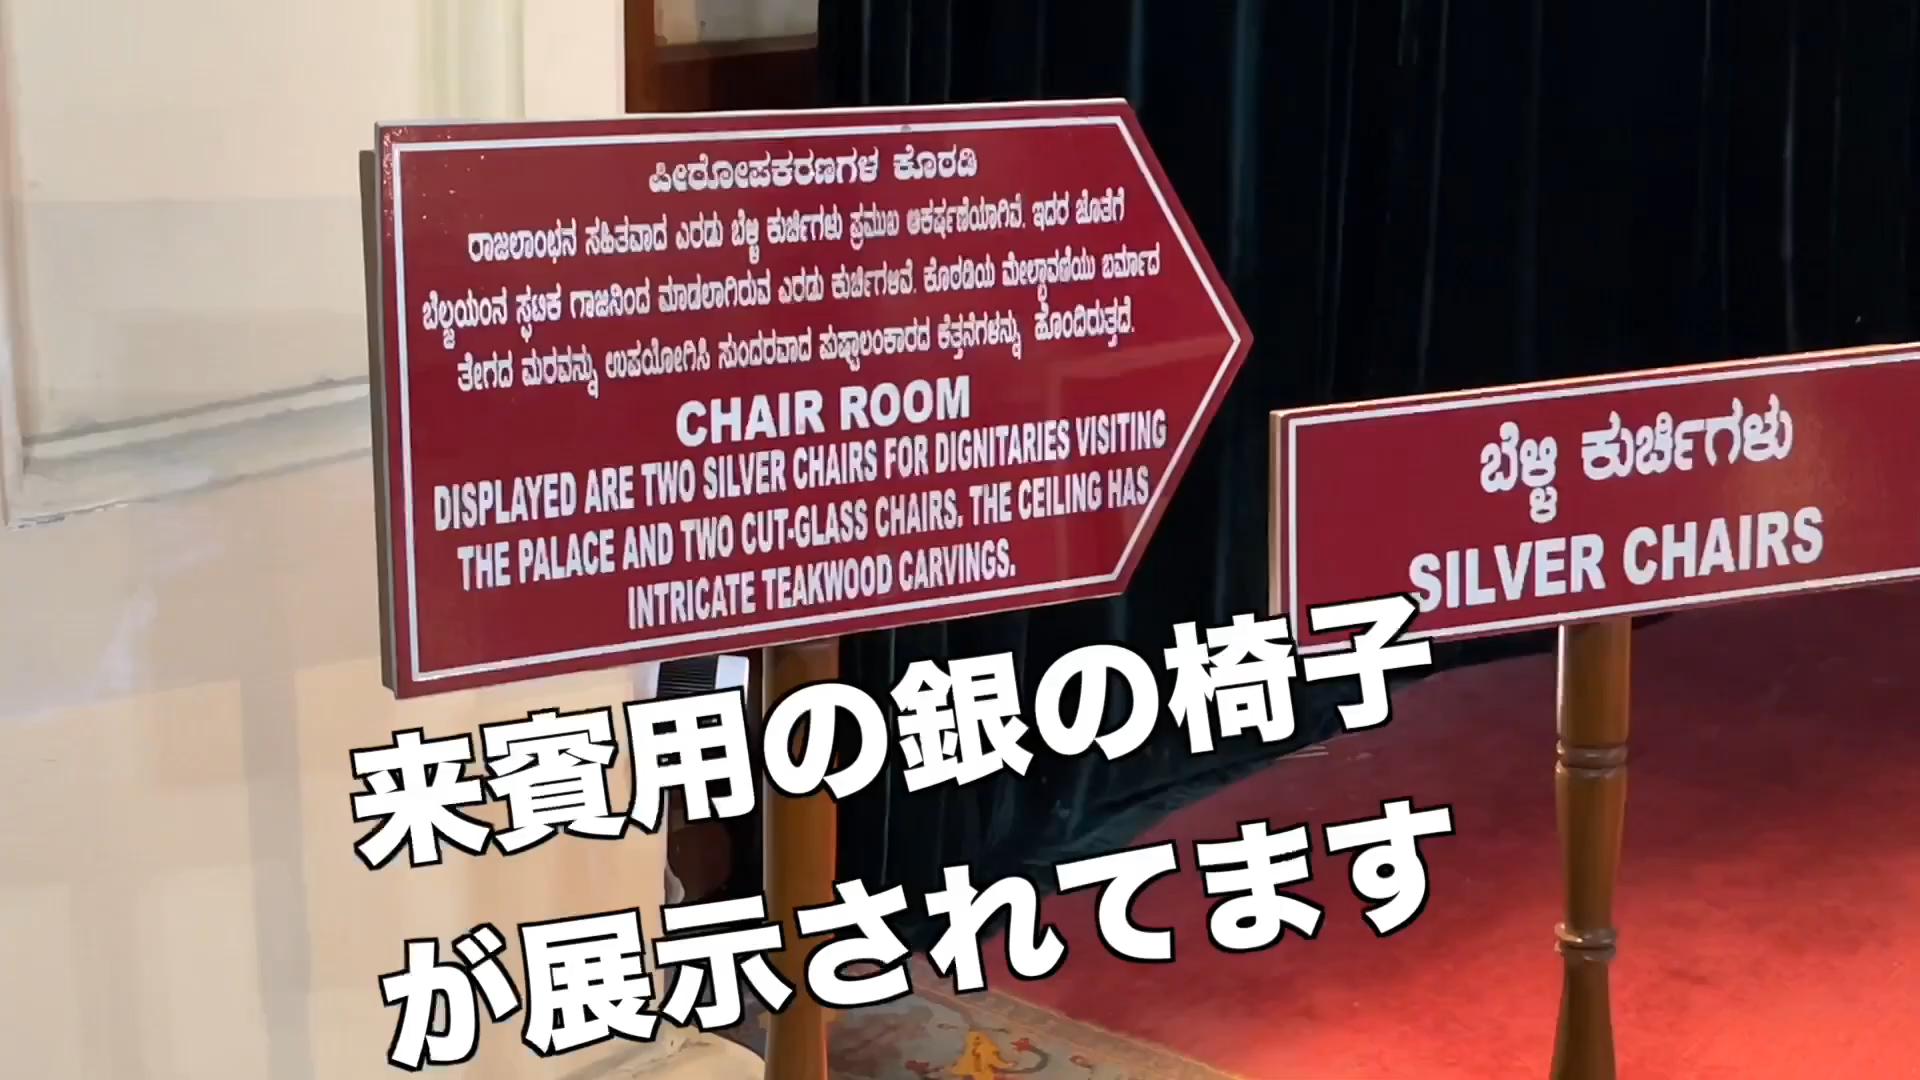 ಪೀಠೋಪಕರಣಗಳ ಕೊಠಡಿ
ರಾಜಲಾಂಛನ ಸಹಿತವಾದ ಎರಡು ಬೆಳ್ಳಿ ಕುರ್ಚಿಗಳು ಪ್ರಮುಖ ಆಕರ್ಷಣೆಯಾಗಿವೆ. ಇದರ ಜೊತೆಗೆ
ಬೆಲ್ಜಿಯಂನ ಸ್ಫಟಿಕ ಗಾಜಿನಿಂದ ಮಾಡಲಾಗಿರುವ ಎರಡು ಕುರ್ಚಿಗಳಿವೆ. ಕೊಠಡಿಯ ಮೇಲ್ಛಾವಣಿಯು ಬರ್ಮಾದ
ತೇಗದ ಮರವನ್ನು ಉಪಯೋಗಿಸಿ ಸುಂದರವಾದ ಪುಷ್ಪಾಲಂಕಾರದ ಕೆತ್ತನೆಗಳನ್ನು ಹೊಂದಿರುತ್ತದೆ.
CHAIR ROOM
DISPLAYED ARE TWO SILVER CHAIRS FOR DIGNITARIES VISITING
THE PALACE AND TWO CUT-GLASS CHAIRS. THE CEILING HAS
INTRICATE TEAKWOOD CARVINGS.
ಬೆಳ್ಳಿ ಕುರ್ಚಿಗಳು
SILVER CHAIRS
来賓用の銀の椅子
が展示されてます